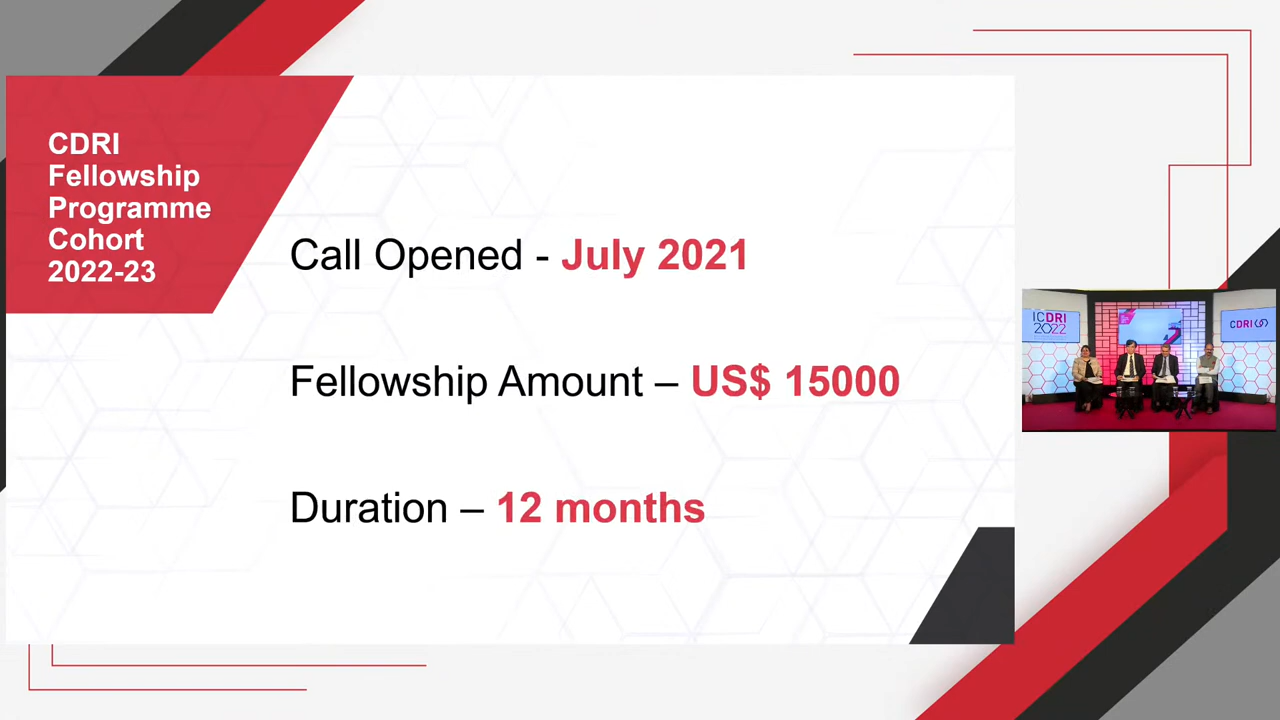 CDRI
Fellowship
Programme
Cohort
2022-23
Call Opened - July 2021
Fellowship Amount – US$ 15000
Duration – 12 months
ICDRI
2022
CDRI